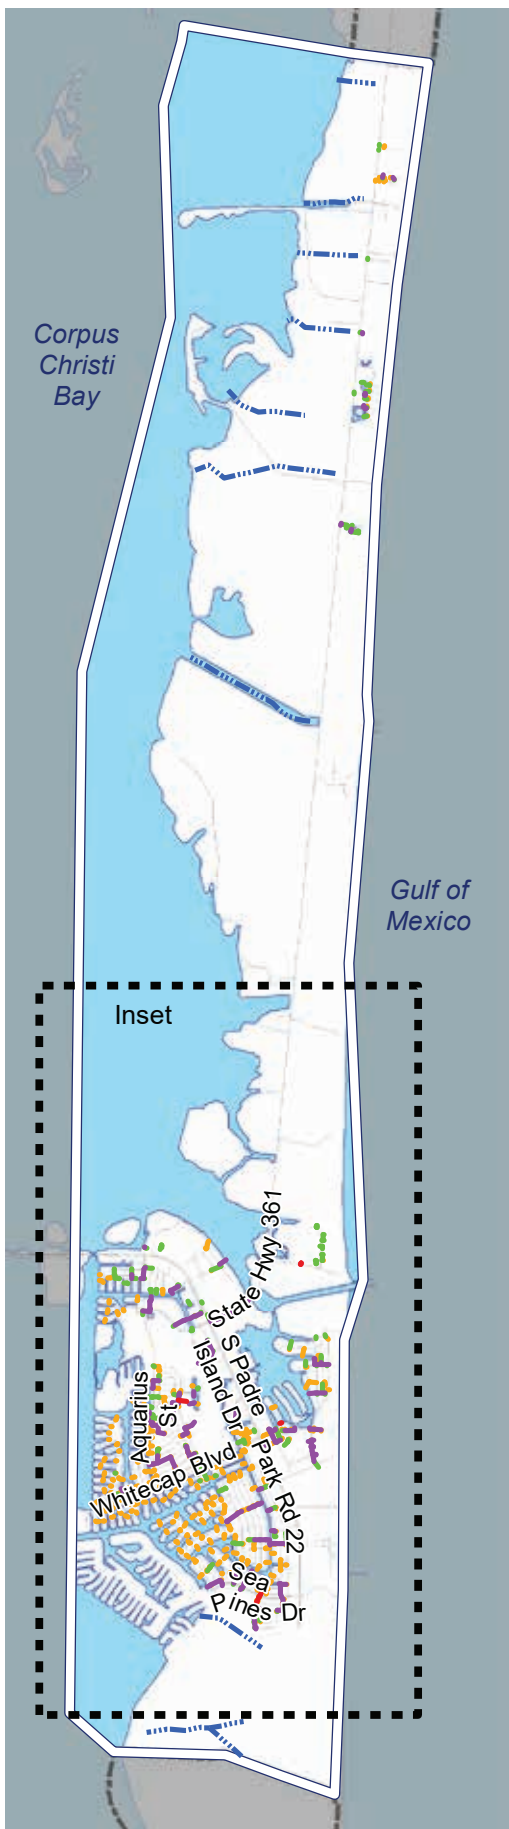 Corpus
Christi
Bay
Gulf of
Mexico
Inset
State Hwy 361
S Padre
Island Dr
Aquarius
St
Park Rd 22
Whitecap Blvd
Sea
Pines Dr